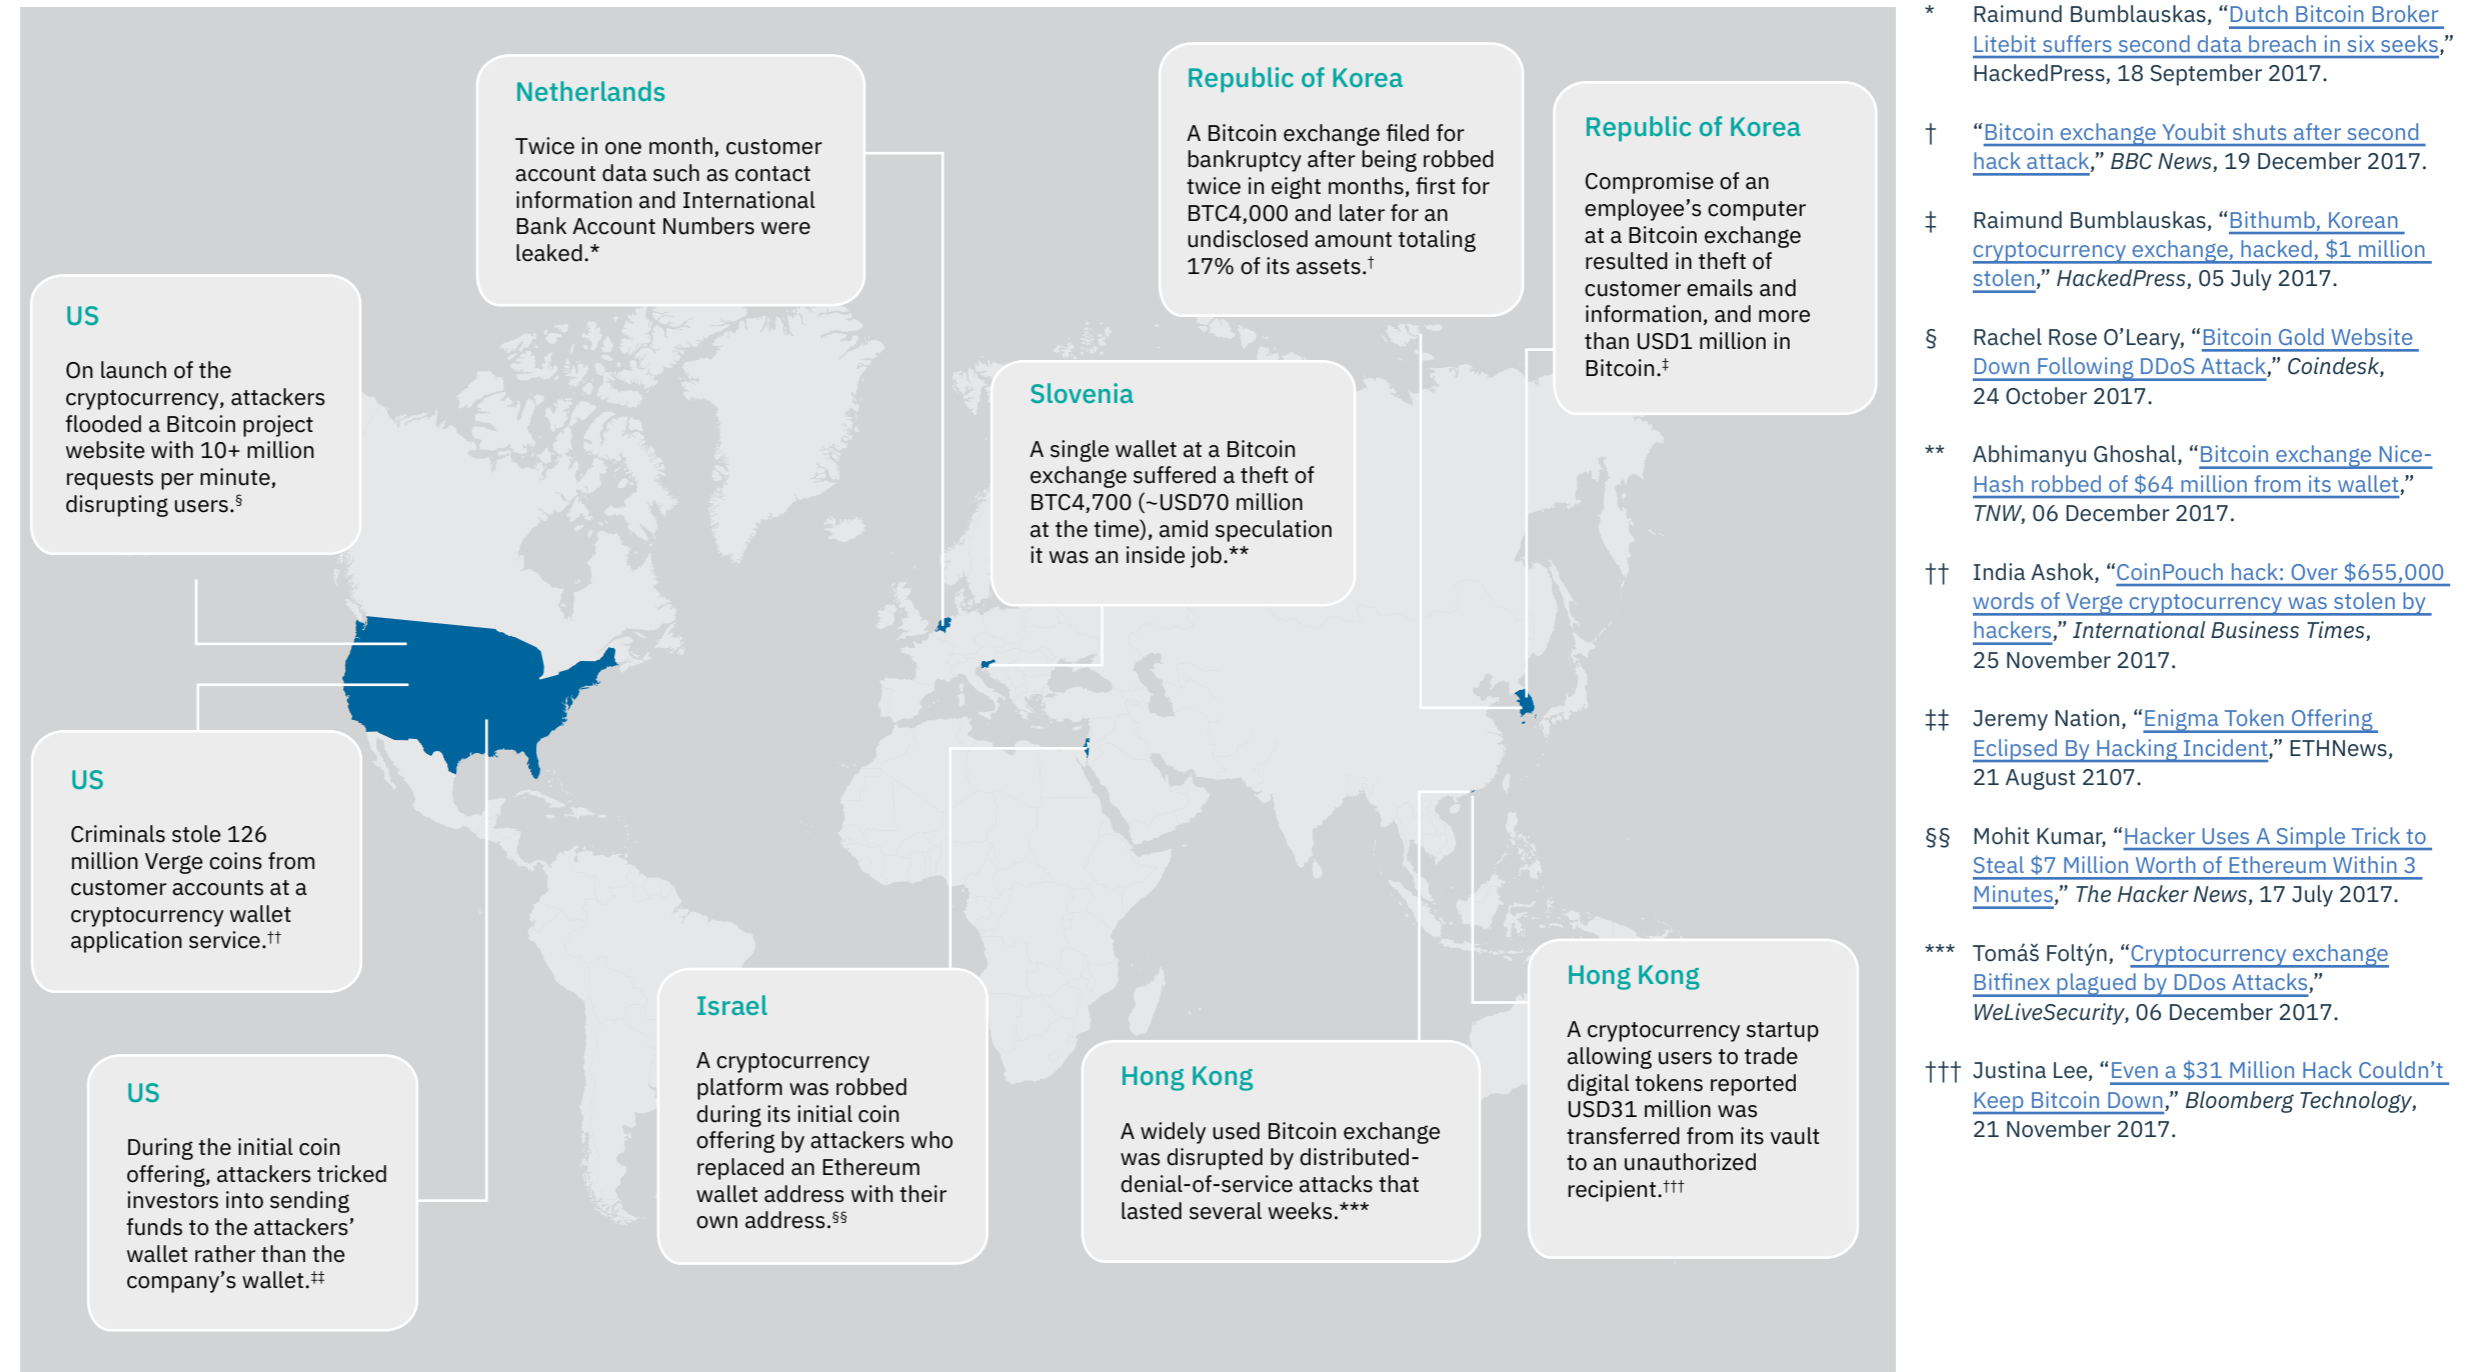 Netherlands
Twice in one month, customer
account data such as contact
information and International
Bank Account Numbers were
leaked.*
Republic of Korea
A Bitcoin exchange filed for
bankruptcy after being robbed
twice in eight months, first for
BTC4,000 and later for an
undisclosed amount totaling
17% of its assets.†
Republic of Korea
Compromise of an
employee’s computer
at a Bitcoin exchange
resulted in theft of
customer emails and
information, and more
than USD1 million in
Bitcoin.‡
US
On launch of the
cryptocurrency, attackers
flooded a Bitcoin project
website with 10+ million
requests per minute,
disrupting users.§
Slovenia
A single wallet at a Bitcoin
exchange suffered a theft of
BTC4,700 (~USD70 million
at the time), amid speculation
it was an inside job.**
US
Criminals stole 126
million Verge coins from
customer accounts at a
cryptocurrency wallet
application service.††
US
During the initial coin
offering, attackers tricked
investors into sending
funds to the attackers’
wallet rather than the
company’s wallet.‡‡
Israel
A cryptocurrency
platform was robbed
during its initial coin
offering by attackers who
replaced an Ethereum
wallet address with their
own address.§§
Hong Kong
A widely used Bitcoin exchange
was disrupted by distributed-
denial-of-service attacks that
lasted several weeks.***
Hong Kong
A cryptocurrency startup
allowing users to trade
digital tokens reported
USD31 million was
transferred from its vault
to an unauthorized
recipient.†††
* Raimund Bumblauskas, “Dutch Bitcoin Broker
Litebit suffers second data breach in six seeks,”
HackedPress, 18 September 2017.
† “Bitcoin exchange Youbit shuts after second
hack attack,” BBC News, 19 December 2017.
‡ Raimund Bumblauskas, “Bithumb, Korean
cryptocurrency exchange, hacked, $1 million
stolen,” HackedPress, 05 July 2017.
§ Rachel Rose O’Leary, “Bitcoin Gold Website
Down Following DDoS Attack,” Coindesk,
24 October 2017.
** Abhimanyu Ghoshal, “Bitcoin exchange Nice-
Hash robbed of $64 million from its wallet,”
TNW, 06 December 2017.
†† India Ashok, “CoinPouch hack: Over $655,000
words of Verge cryptocurrency was stolen by
hackers,” International Business Times,
25 November 2017.
‡‡ Jeremy Nation, “Enigma Token Offering
Eclipsed By Hacking Incident,” ETHNews,
21 August 2107.
§§ Mohit Kumar, “Hacker Uses A Simple Trick to
Steal $7 Million Worth of Ethereum Within 3
Minutes,” The Hacker News, 17 July 2017.
*** Tomáš Foltýn, “Cryptocurrency exchange
Bitfinex plagued by DDos Attacks,”
WeLiveSecurity, 06 December 2017.
††† Justina Lee, “Even a $31 Million Hack Couldn’t
Keep Bitcoin Down,” Bloomberg Technology,
21 November 2017.